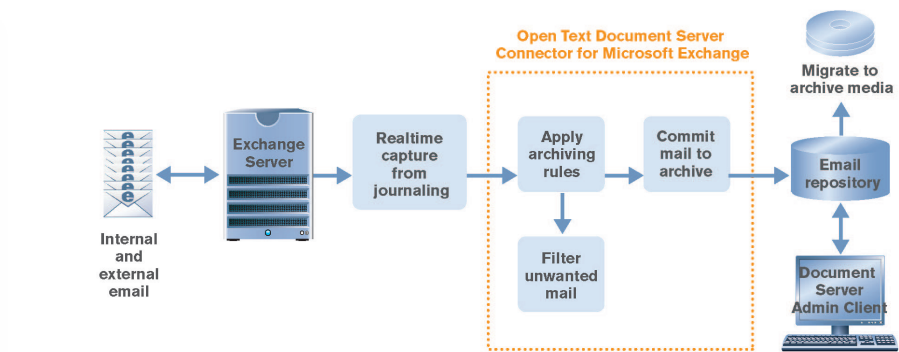 Open Text Document Server
Connector for Microsoft Exchange
Migrate to
archive media
Exchange
Server
Realtime
capture
from
journaling
Apply
archiving
rules
Commit
mail to
archive
Email
repository
Internal
and
external
email
Filter
unwanted
mail
Document
Server
Admin Client
e
e
e
e
e
e
e